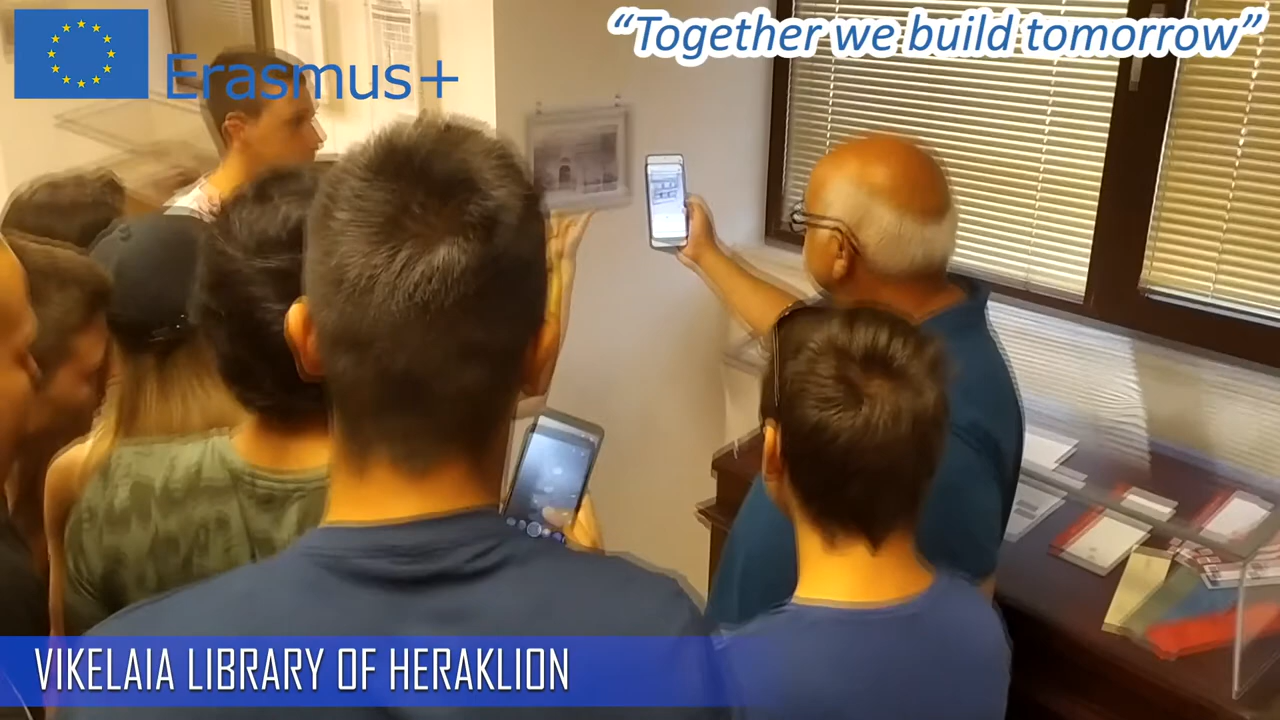 Erasmus+
“Together we build tomorrow”
VIKELAIA LIBRARY OF HERAKLION